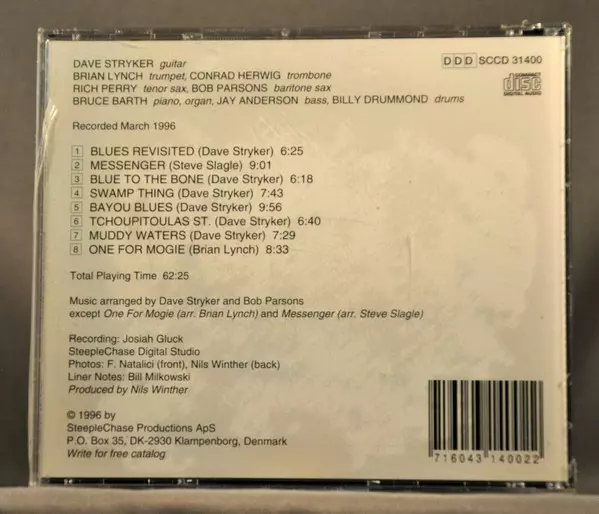 DAVE STRYKER guitar
BRIAN LYNCH trumpet, CONRAD HERWIG trombone
RICH PERRY tenor sax, BOB PARSONS baritone sax
BRUCE BARTH piano, organ, JAY ANDERSON bass, BILLY DRUMMOND drums
DDD SCCD 31400
COMPACT
disc
DIGITAL AUDIO
Recorded March 1996
1 BLUES REVISITED (Dave Stryker) 6:25
2 MESSENGER (Steve Slagle) 9:01
3 BLUE TO THE BONE (Dave Stryker) 6:18
4 SWAMP THING (Dave Stryker) 7:43
5 BAYOU BLUES (Dave Stryker) 9:56
6 TCHOUPITOULAS ST. (Dave Stryker) 6:40
7 MUDDY WATERS (Dave Stryker) 7:29
8 ONE FOR MOGIE (Brian Lynch) 8:33
Total Playing Time 62:25
Music arranged by Dave Stryker and Bob Parsons
except One For Mogie (arr. Brian Lynch) and Messenger (arr. Steve Slagle)
Recording: Josiah Gluck
SteepleChase Digital Studio
Photos: F. Natalici (front), Nils Winther (back)
Liner Notes: Bill Milkowski
Produced by Nils Winther
© 1996 by
SteepleChase Productions ApS
P.O. Box 35, DK-2930 Klampenborg, Denmark
Write for free catalog
716043 140022